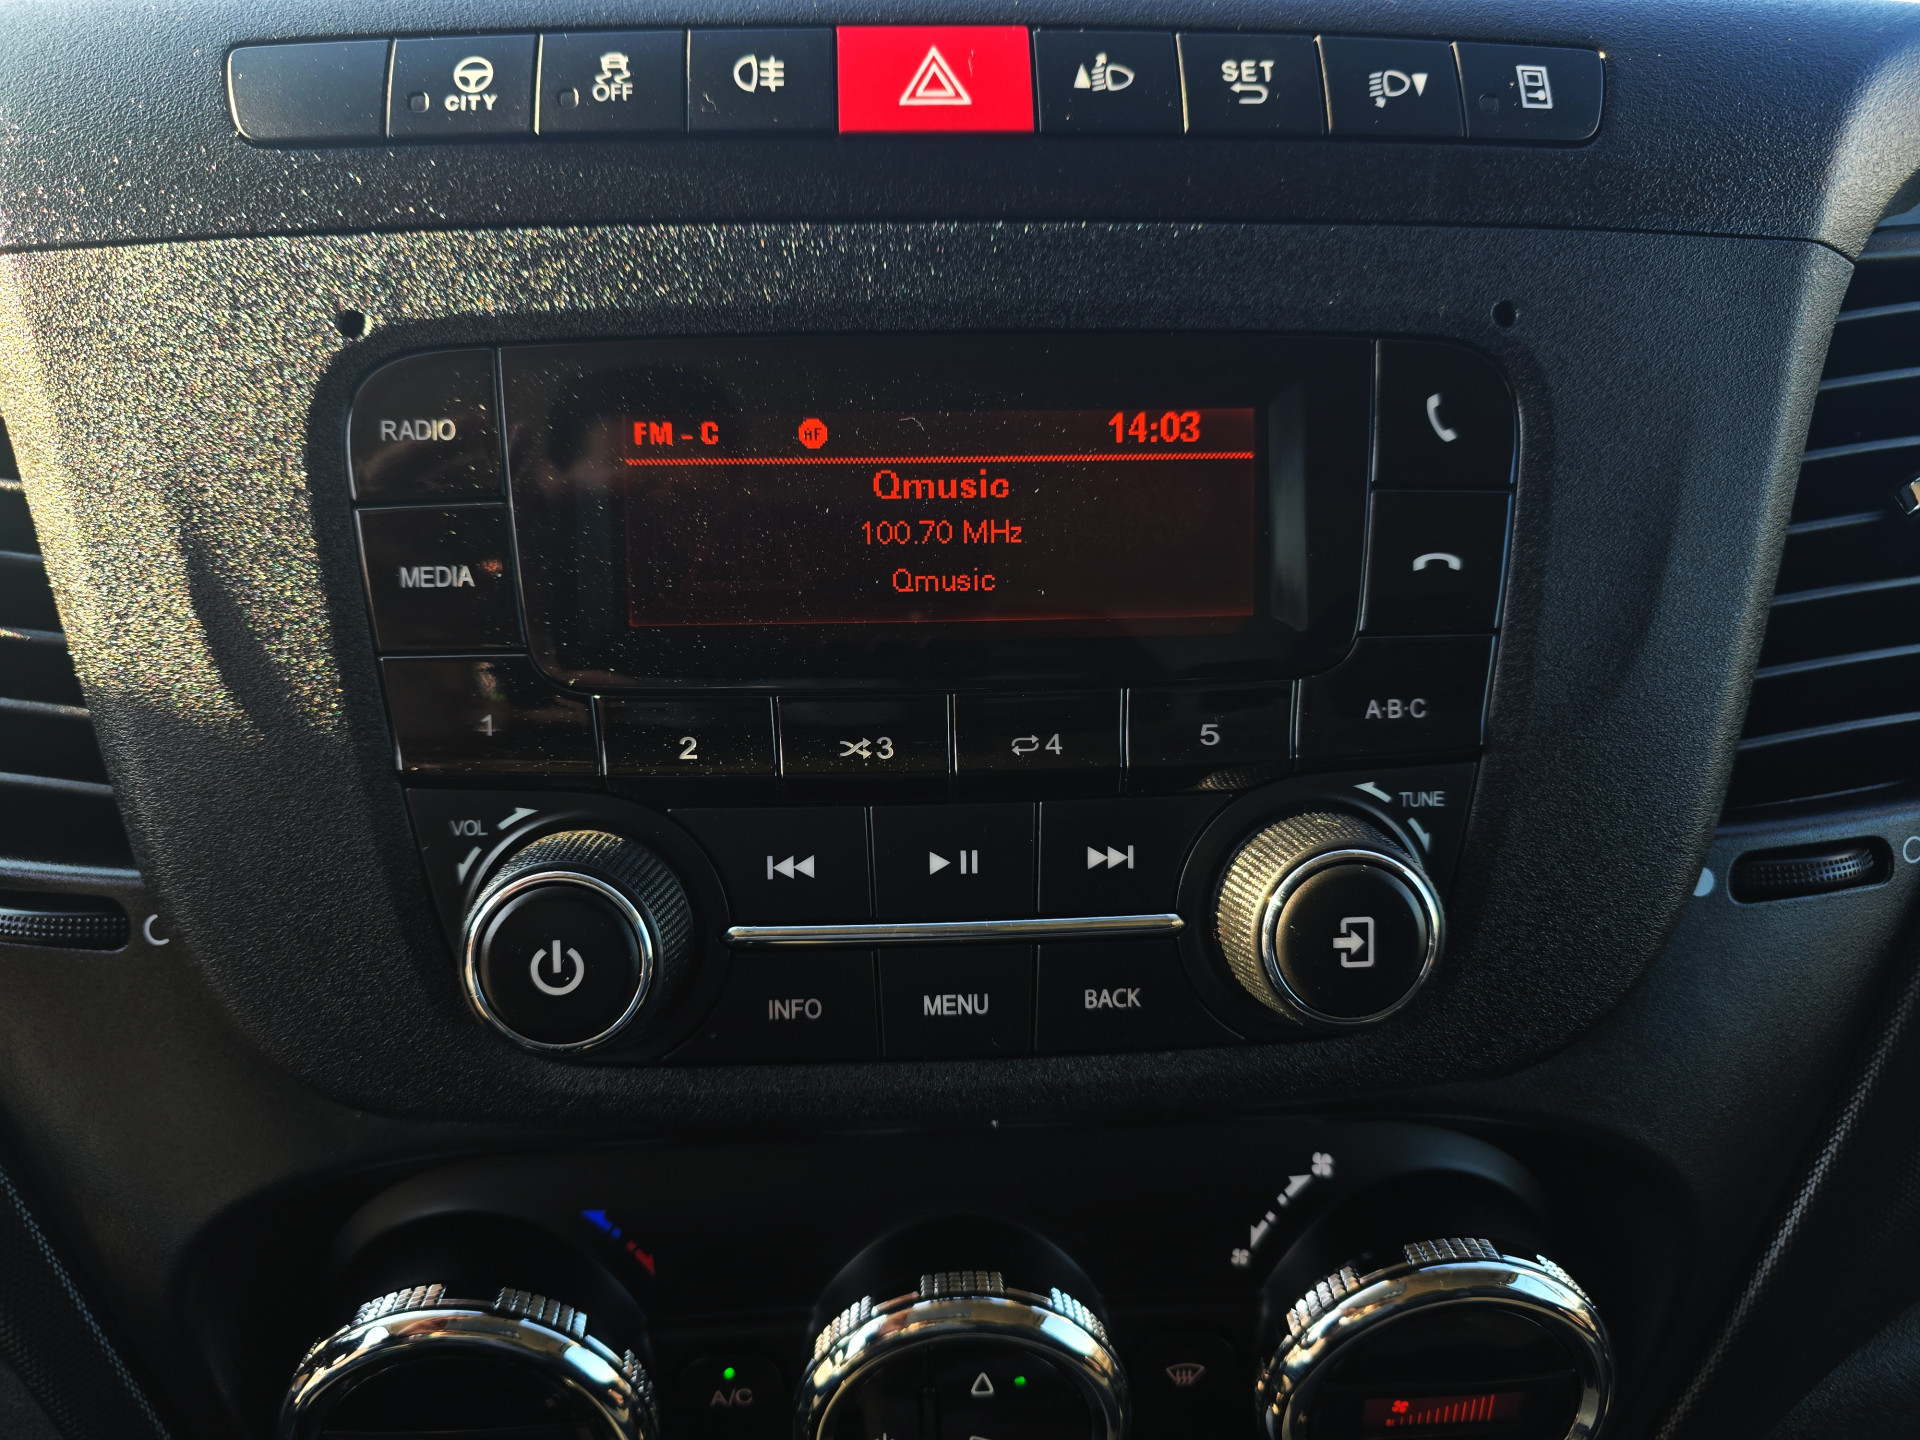 CITY
OFF
SET
RADIO
MEDIA
FM - C AF 14:03
Qmusic
100.70 MHz
Qmusic
1 2 3 4 5 A·B·C
VOL
TUNE
INFO MENU BACK
A/C